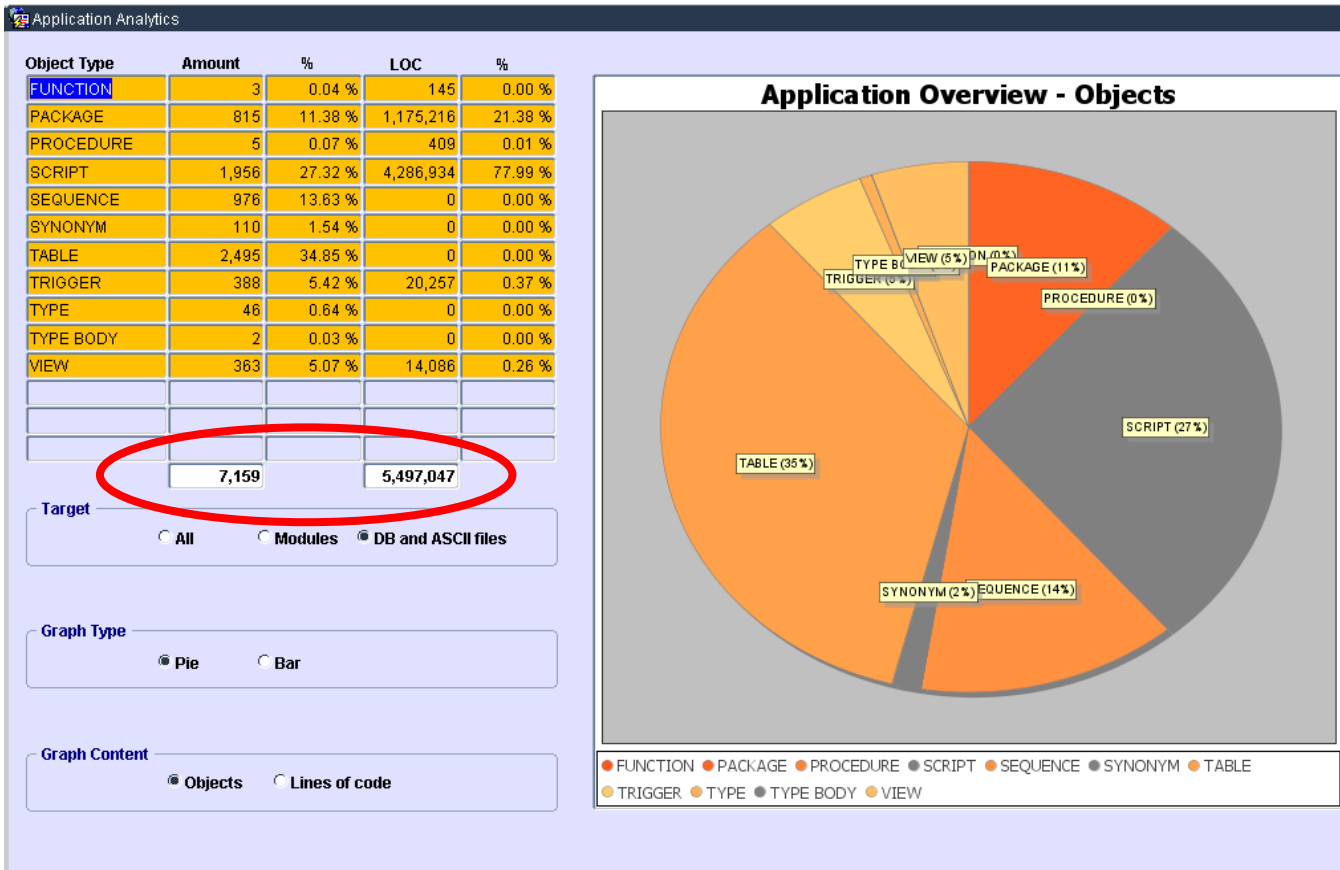 Application Analytics
Object Type Amount % LOC %
FUNCTION 3 0.04 % 145 0.00 %
PACKAGE 815 11.38 % 1,175,216 21.38 %
PROCEDURE 5 0.07 % 409 0.01 %
SCRIPT 1,956 27.32 % 4,286,934 77.99 %
SEQUENCE 976 13.63 % 0 0.00 %
SYNONYM 110 1.54 % 0 0.00 %
TABLE 2,495 34.85 % 0 0.00 %
TRIGGER 388 5.42 % 20,257 0.37 %
TYPE 46 0.64 % 0 0.00 %
TYPE BODY 2 0.03 % 0 0.00 %
VIEW 363 5.07 % 14,086 0.26 %
7,159 5,497,047
Target
All Modules DB and ASCII files
Graph Type
Pie Bar
Graph Content
Objects Lines of code
Application Overview - Objects
VIEW (5%)
PACKAGE (11%)
TYPE
TRIGGER (5%)
PROCEDURE (0%)
SCRIPT (27%)
TABLE (35%)
SYNONYM (2%) EQUENCE (14%)
FUNCTION PACKAGE PROCEDURE SCRIPT SEQUENCE SYNONYM TABLE
TRIGGER TYPE TYPE BODY VIEW